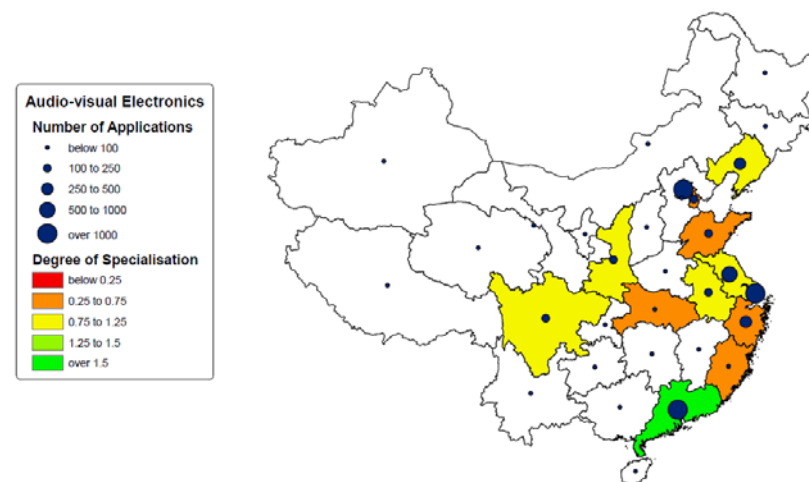 Audio-visual Electronics
Number of Applications
below 100
100 to 250
250 to 500
500 to 1000
over 1000
Degree of Specialisation
below 0.25
0.25 to 0.75
0.75 to 1.25
1.25 to 1.5
over 1.5